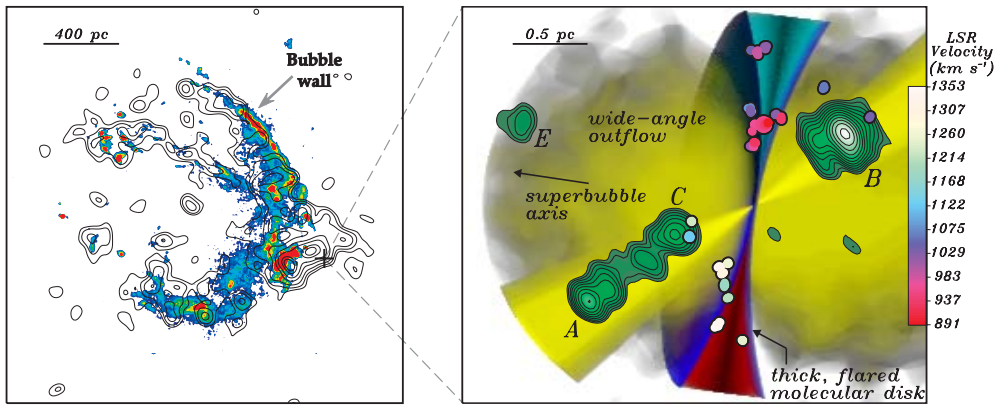 400 pc
Bubble
wall
0.5 pc
E
wide-angle
outflow
superbubble
axis
C
B
A
thick, flared
molecular disk
LSR
Velocity
(km s⁻¹)
1353
1307
1260
1214
1168
1122
1075
1029
983
937
891